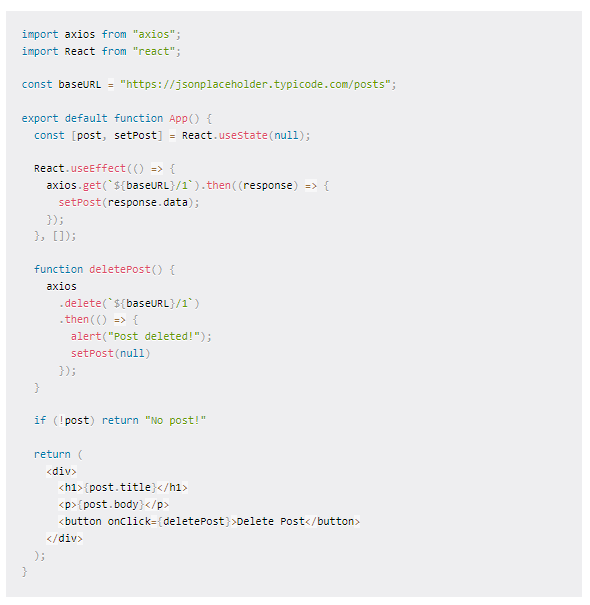 import axios from "axios";
import React from "react";

const baseURL = "https://jsonplaceholder.typicode.com/posts";

export default function App() {
  const [post, setPost] = React.useState(null);

  React.useEffect(() => {
    axios.get(`${baseURL}/1`).then((response) => {
      setPost(response.data);
    });
  }, []);

  function deletePost() {
    axios
      .delete(`${baseURL}/1`)
      .then(() => {
        alert("Post deleted!");
        setPost(null)
      });
  }

  if (!post) return "No post!"

  return (
    <div>
      <h1>{post.title}</h1>
      <p>{post.body}</p>
      <button onClick={deletePost}>Delete Post</button>
    </div>
  );
}